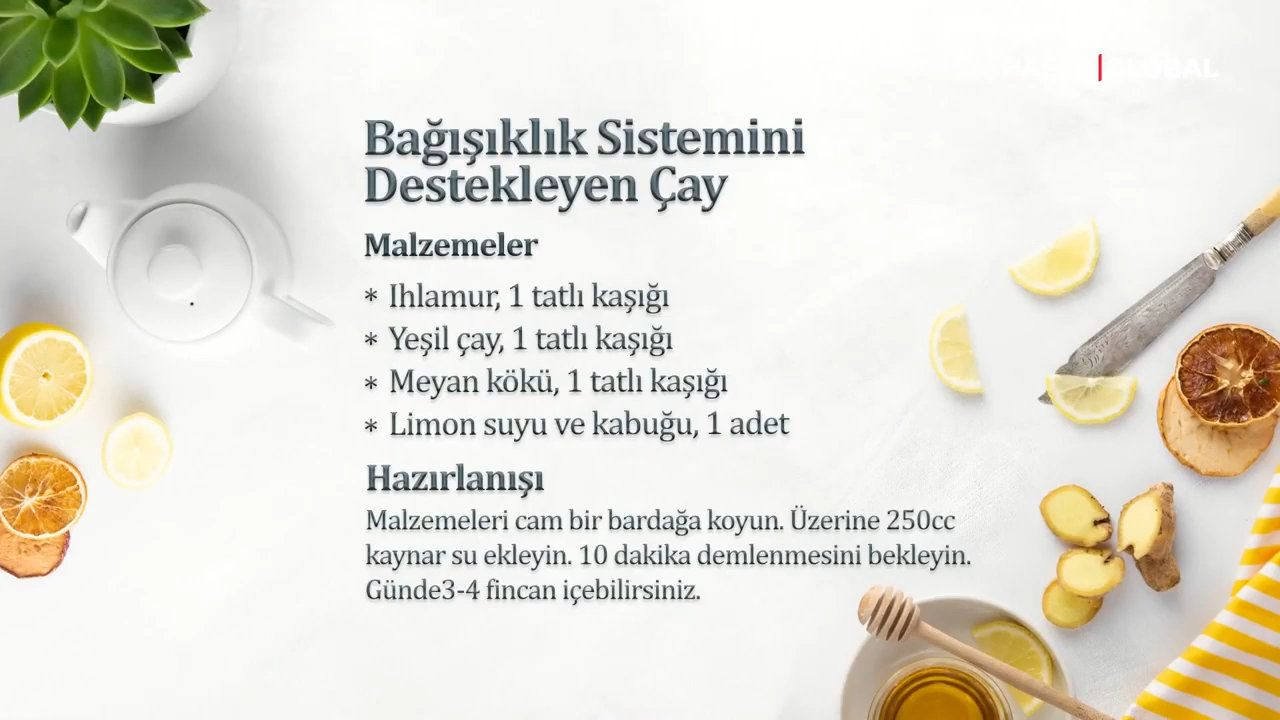 GLOBAL
Bağışıklık Sistemini
Destekleyen Çay
Malzemeler
* Ihlamur, 1 tatlı kaşığı
* Yeşil çay, 1 tatlı kaşığı
* Meyan kökü, 1 tatlı kaşığı
* Limon suyu ve kabuğu, 1 adet
Hazırlanışı
Malzemeleri cam bir bardağa koyun. Üzerine 250cc
kaynar su ekleyin. 10 dakika demlenmesini bekleyin.
Günde3-4 fincan içebilirsiniz.